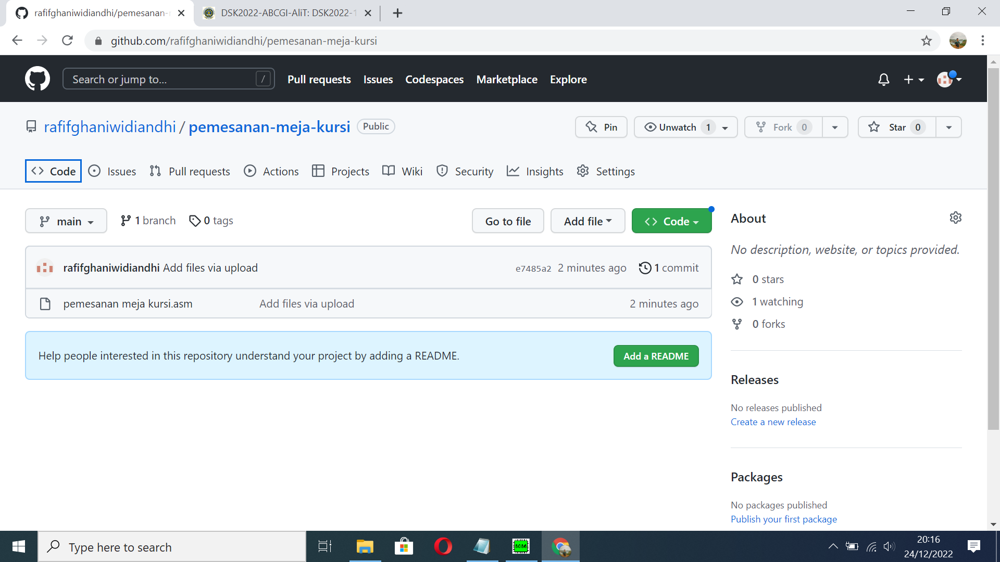 rafifghaniwidiandhi/pemesanan-
DSK2022-ABCGI-AliT: DSK2022-1
github.com/rafifghaniwidiandhi/pemesanan-meja-kursi
Search or jump to... /
Pull requests Issues Codespaces Marketplace Explore
rafifghaniwidiandhi / pemesanan-meja-kursi Public
Pin Unwatch 1 Fork 0 Star 0
Code Issues Pull requests Actions Projects Wiki Security Insights Settings
main 1 branch 0 tags Go to file Add file Code
rafifghaniwidiandhi Add files via upload e7485a2 2 minutes ago 1 commit
pemesanan meja kursi.asm Add files via upload 2 minutes ago
Help people interested in this repository understand your project by adding a README. Add a README
About
No description, website, or topics provided.
0 stars
1 watching
0 forks
Releases
No releases published
Create a new release
Packages
No packages published
Publish your first package
Type here to search
8086
20:16
24/12/2022